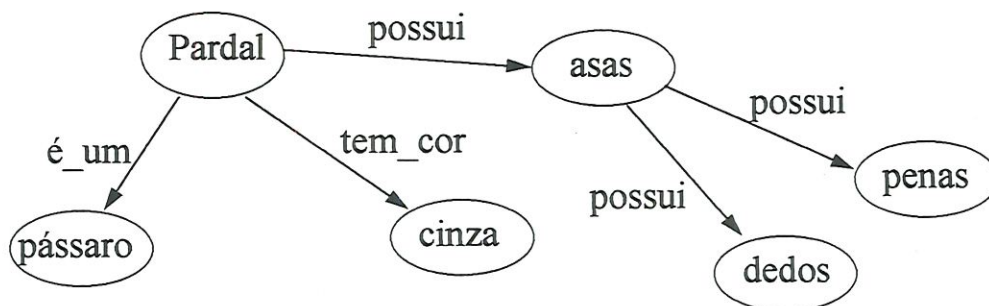 Pardal
possui
asas
possui
é_um
tem_cor
penas
possui
pássaro
cinza
dedos